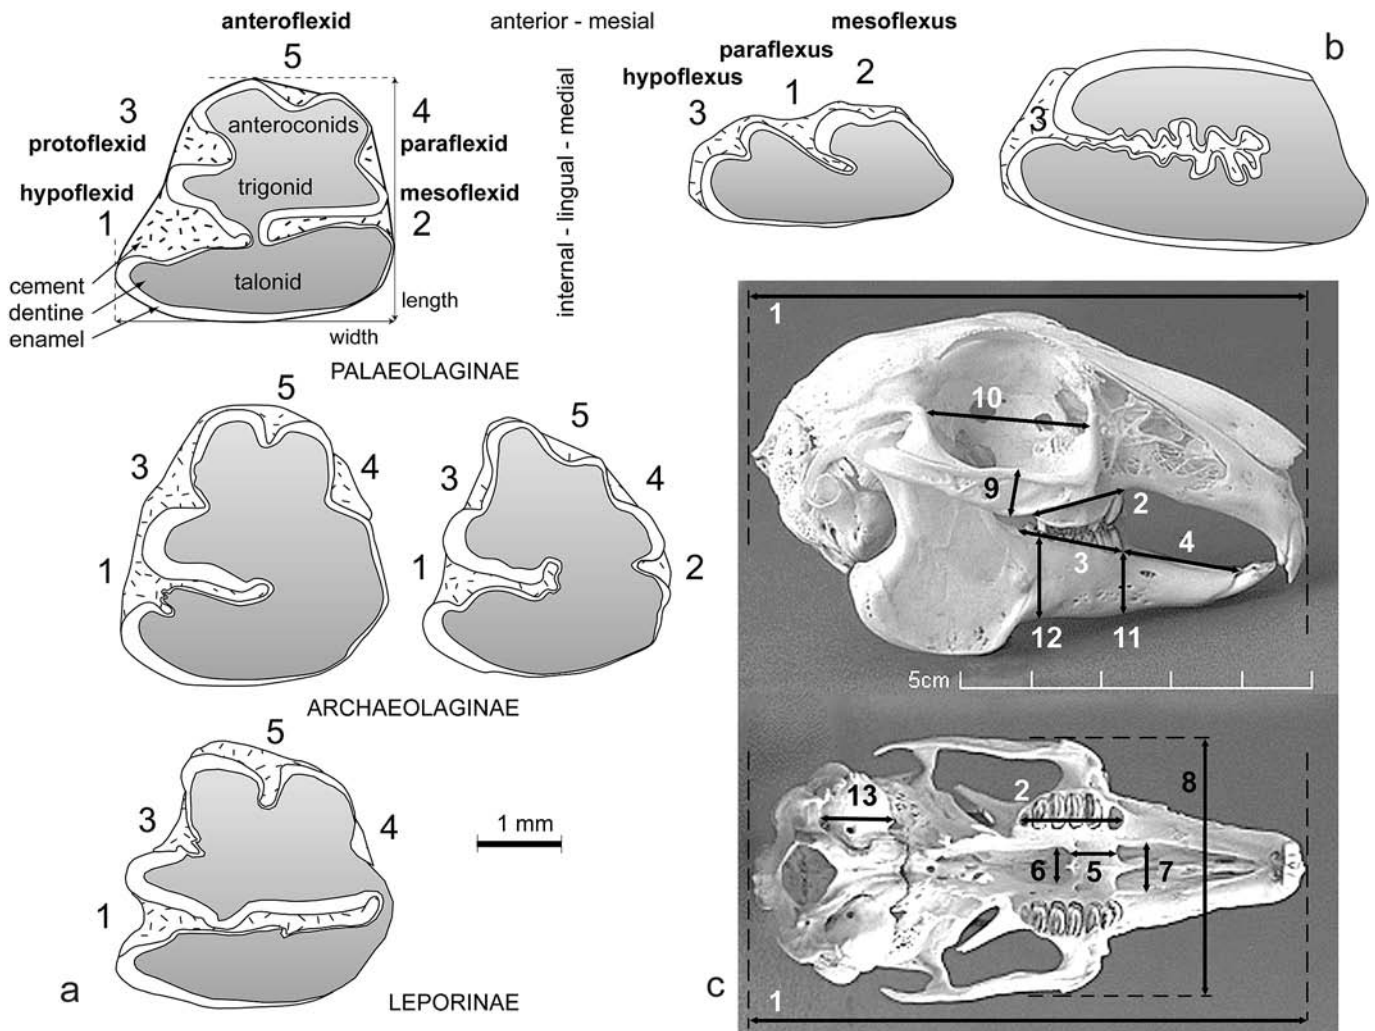 anteroflexid
5
3
protoflexid
hypoflexid
1
anteroconids
trigonid
talonid
4
paraflexid
mesoflexid
2
cement
dentine
enamel
length
width
anterior - mesial
internal - lingual - medial
PALAEOLAGINAE
5
3
4
1
5
3
4
1
2
ARCHAEOLAGINAE
5
3
4
1
1 mm
LEPORINAE
a
mesoflexus
paraflexus
hypoflexus
2
1
3
3
b
1
10
9
2
3
4
12
11
5cm
13
2
8
6
5
7
1
c